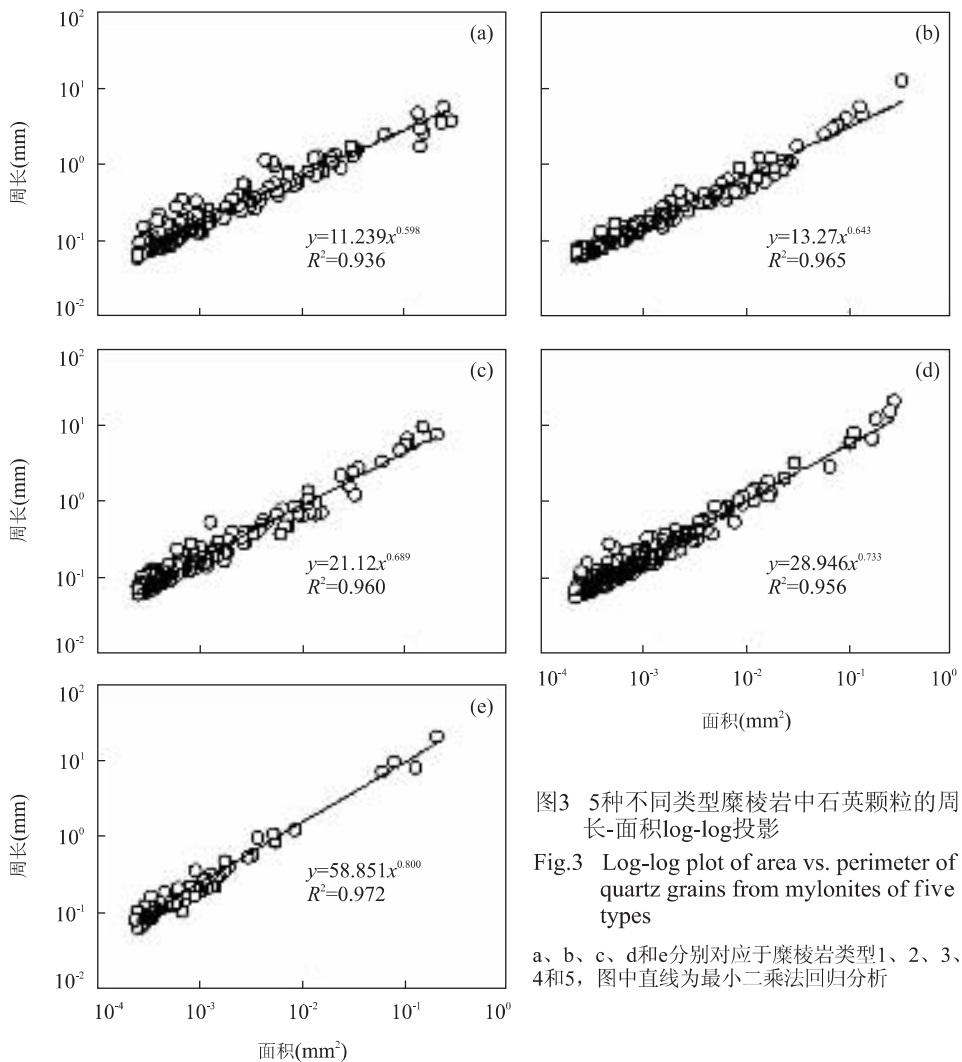 10²
(a)
10¹
10⁰
10⁻¹
10⁻²
周长(mm)
y=11.239x^0.598
R²=0.936
(b)
y=13.27x^0.643
R²=0.965
10²
(c)
10¹
10⁰
10⁻¹
10⁻²
周长(mm)
y=21.12x^0.689
R²=0.960
(d)
y=28.946x^0.733
R²=0.956
10⁻⁴ 10⁻³ 10⁻² 10⁻¹ 10⁰
面积(mm²)
10²
(e)
10¹
10⁰
10⁻¹
10⁻²
周长(mm)
y=58.851x^0.800
R²=0.972
10⁻⁴ 10⁻³ 10⁻² 10⁻¹ 10⁰
面积(mm²)
图3 5种不同类型糜棱岩中石英颗粒的周
长-面积log-log投影
Fig.3 Log-log plot of area vs. perimeter of
quartz grains from mylonites of five
types
a、b、c、d和e分别对应于糜棱岩类型1、2、3、
4和5，图中直线为最小二乘法回归分析